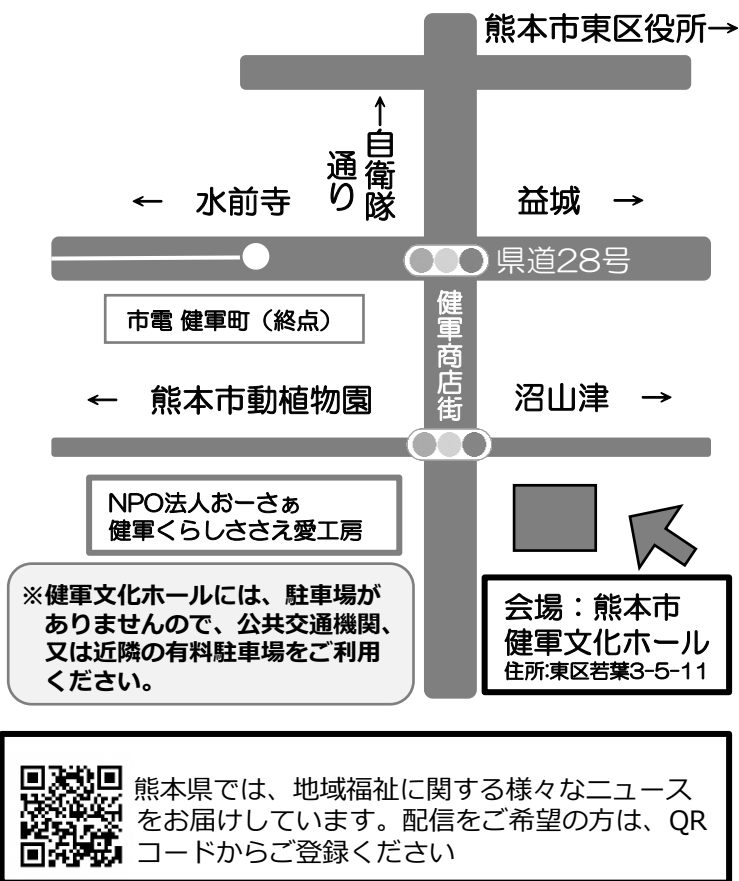 熊本市東区役所→
←自衛隊
通り
← 水前寺
益城 →
県道28号
市電 健軍町（終点）
健軍商店街
← 熊本市動植物園
沼山津 →
NPO法人おーさぁ
健軍くらしささえ愛工房
※健軍文化ホールには、駐車場が
ありませんので、公共交通機関、
又は近隣の有料駐車場をご利用
ください。
会場：熊本市
健軍文化ホール
住所:東区若葉3-5-11
熊本県では、地域福祉に関する様々なニュース
をお届けしています。配信をご希望の方は、QR
コードからご登録ください